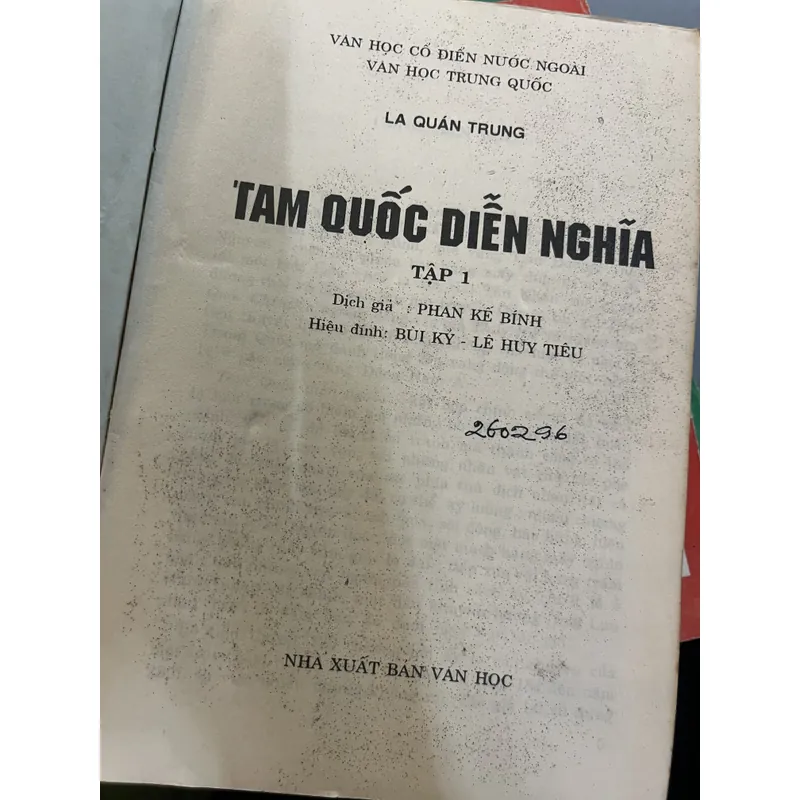 VĂN HỌC CỔ ĐIỂN NƯỚC NGOÀI
VĂN HỌC TRUNG QUỐC
LA QUÁN TRUNG
TAM QUỐC DIỄN NGHĨA
TẬP 1
Dịch giả : PHAN KẾ BÍNH
Hiệu đính: BÙI KỶ - LÊ HUY TIÊU
260296
NHÀ XUẤT BẢN VĂN HỌC